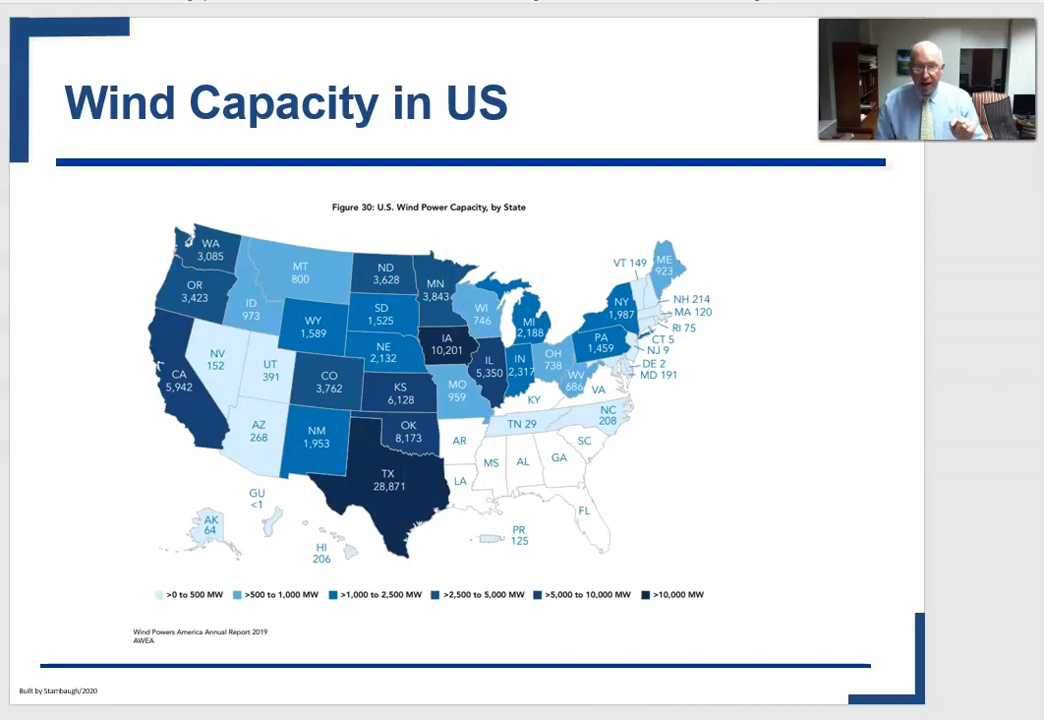 Wind Capacity in US
Figure 30: U.S. Wind Power Capacity, by State
WA
3,085
OR
3,423
CA
5,942
NV
152
ID
973
MT
800
WY
1,589
UT
391
AZ
268
CO
3,762
NM
1,953
ND
3,628
SD
1,525
NE
2,132
KS
6,128
OK
8,173
TX
28,871
MN
3,843
IA
10,201
MO
959
AR
LA
WI
746
IL
5,350
MI
2,188
IN
2,317
OH
738
KY
TN 29
MS
AL
GA
FL
SC
NC
208
VA
WV
686
PA
1,459
NY
1,987
VT 149
ME
923
NH 214
MA 120
RI 75
CT 5
NJ 9
DE 2
MD 191
GU
<1
AK
64
HI
206
PR
125
>0 to 500 MW
>500 to 1,000 MW
>1,000 to 2,500 MW
>2,500 to 5,000 MW
>5,000 to 10,000 MW
>10,000 MW
Wind Powers America Annual Report 2019
AWEA
Built by Stambaugh/2020